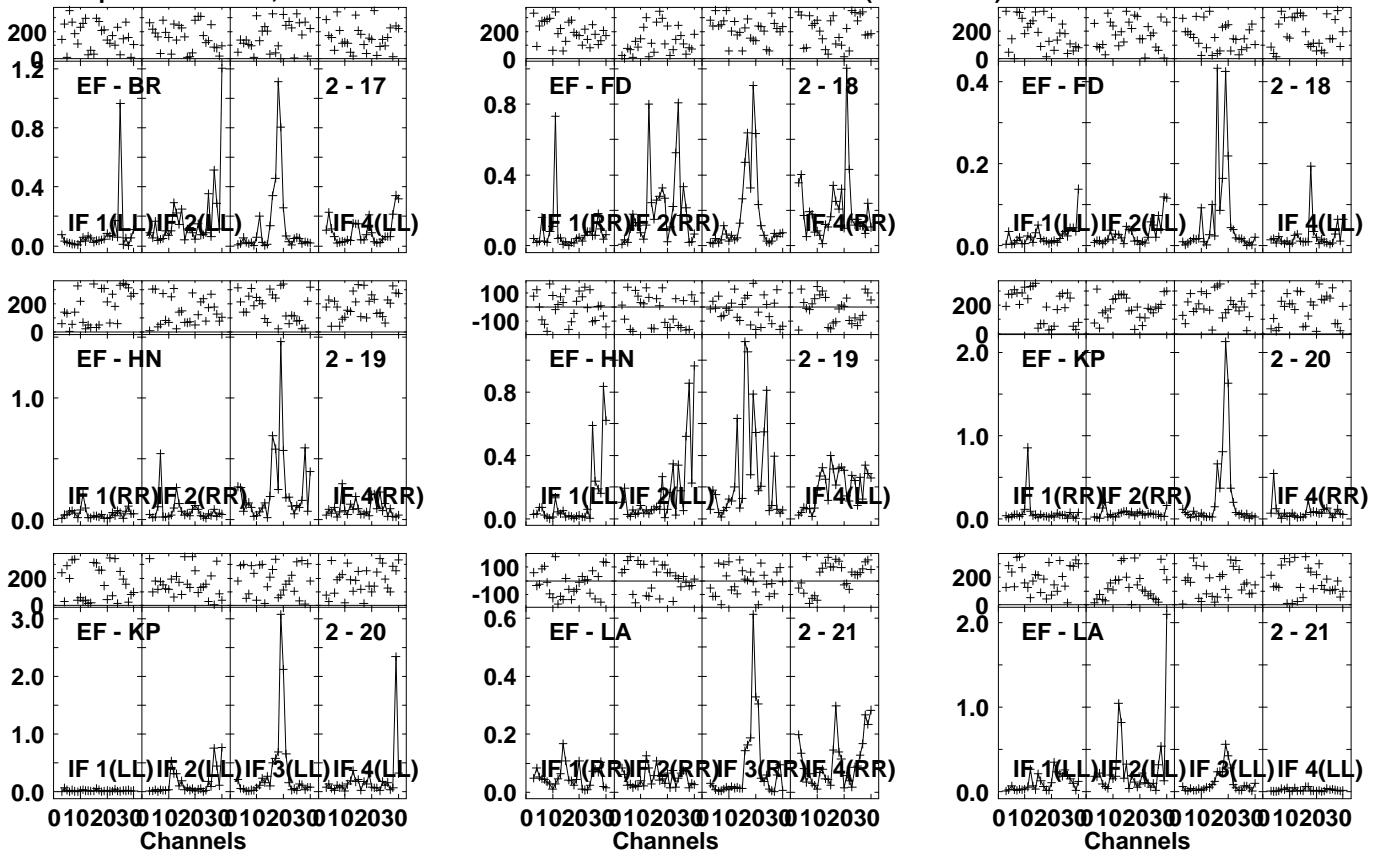 200 0 200 0 200 0
1.2 EF - BR 2 - 17 EF - FD 2 - 18 0.4 EF - FD 2 - 18
0.8 0.8
0.4 0.4 0.2
IF 1(LL) IF 2(LL) IF 4(LL) IF 1(RR) IF 2(RR) IF 4(RR) IF 1(LL) IF 2(LL) IF 4(LL)
0.0 0.0 0.0
200 0 100 -100 200 0
EF - HN 2 - 19 EF - HN 2 - 19 2.0 EF - KP 2 - 20
1.0 0.8 1.0
0.4
IF 1(RR) IF 2(RR) IF 4(RR) IF 1(LL) IF 2(LL) IF 4(LL) IF 1(RR) IF 2(RR) IF 4(RR)
0.0 0.0 0.0
200 0 100 -100 200 0
3.0 EF - KP 2 - 20 0.6 EF - LA 2 - 21 2.0 EF - LA 2 - 21
2.0 0.4
1.0 0.2 1.0
IF 1(LL) IF 2(LL) IF 3(LL) IF 4(LL) IF 1(RR) IF 2(RR) IF 3(RR) IF 4(RR) IF 1(LL) IF 2(LL) IF 3(LL) IF 4(LL)
0.0 0.0 0.0
0102030 0102030 0102030
Channels Channels Channels